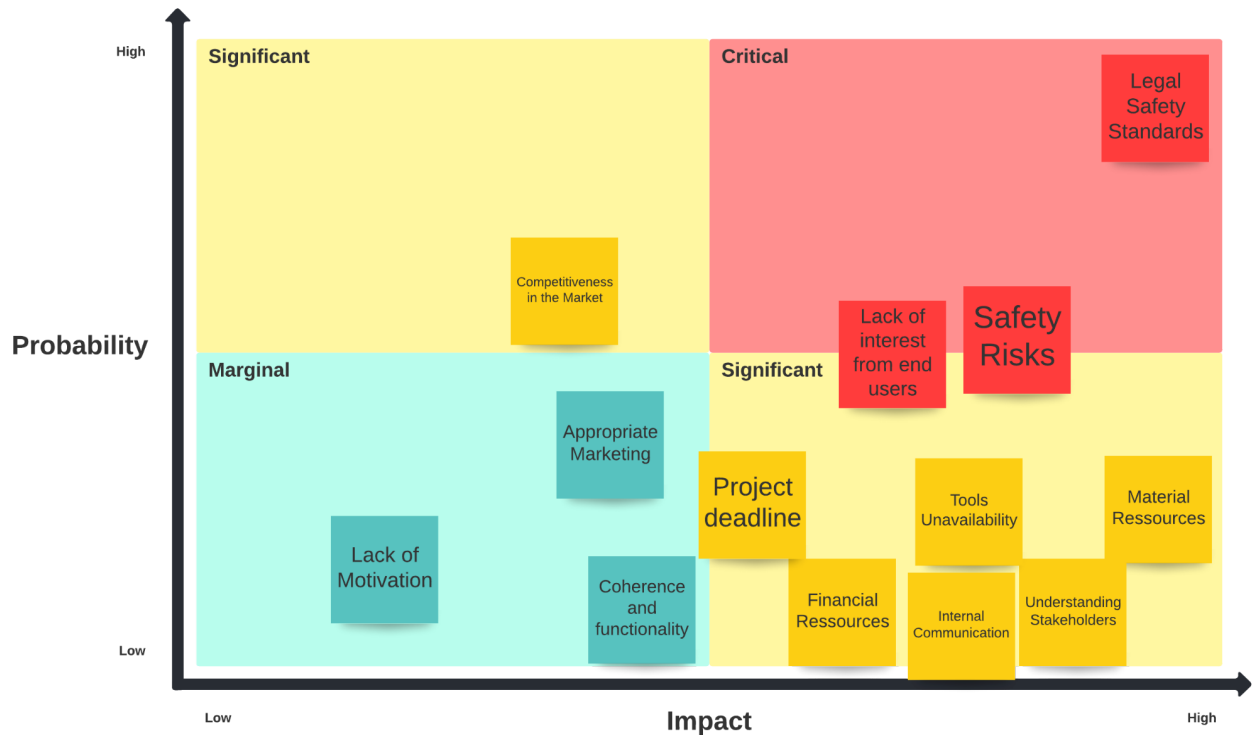 High
Significant
Critical
Legal
Safety
Standards
Competitiveness
in the Market
Lack of
interest
from end
users
Safety
Risks
Probability
Marginal
Significant
Appropriate
Marketing
Project
deadline
Tools
Unavailability
Material
Ressources
Lack of
Motivation
Coherence
and
functionality
Financial
Ressources
Internal
Communication
Understanding
Stakeholders
Low
Low
Impact
High